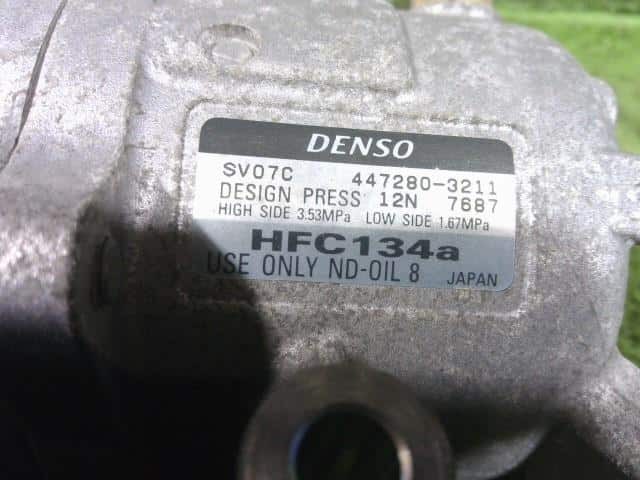 DENSO
SV07C 447280-3211
DESIGN PRESS 12N 7687
HIGH SIDE 3.53MPa LOW SIDE 1.67MPa
HFC134a
USE ONLY ND-OIL 8 JAPAN